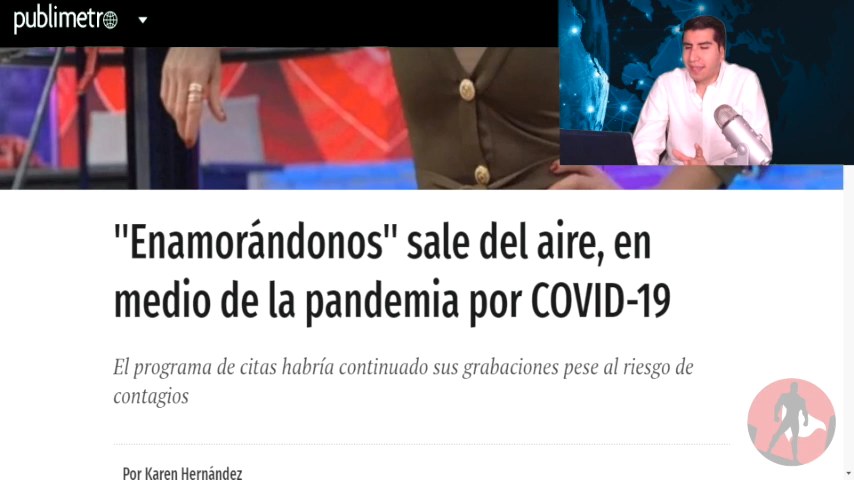 publimetro
"Enamorándonos" sale del aire, en
medio de la pandemia por COVID-19
El programa de citas habría continuado sus grabaciones pese al riesgo de
contagios
Por Karen Hernández